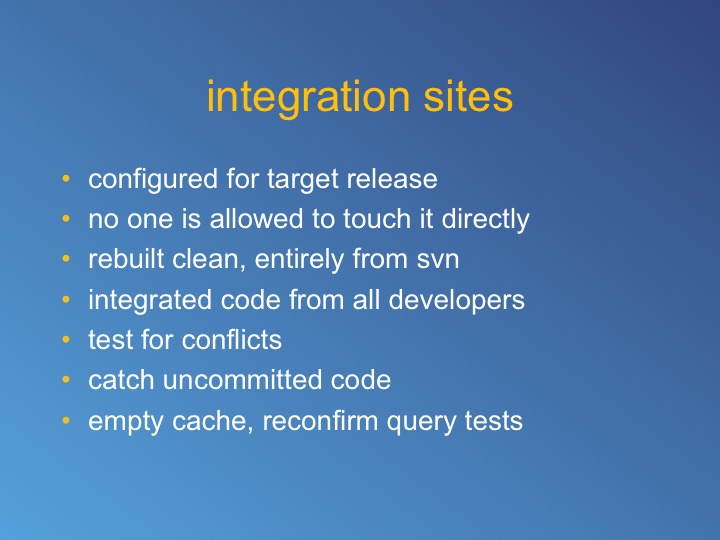 integration sites
• configured for target release
• no one is allowed to touch it directly
• rebuilt clean, entirely from svn
• integrated code from all developers
• test for conflicts
• catch uncommitted code
• empty cache, reconfirm query tests